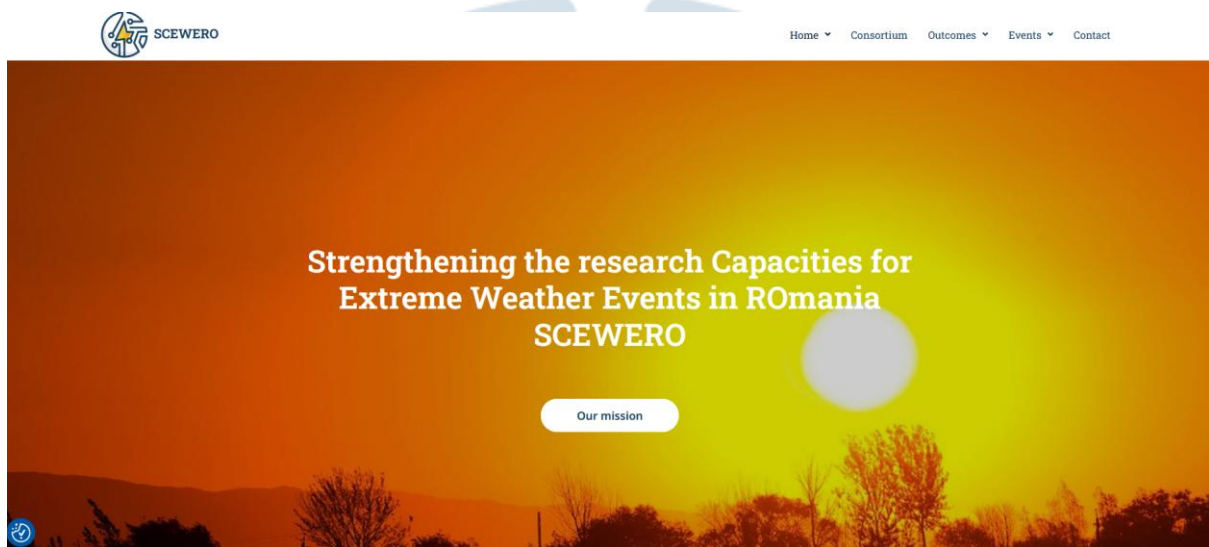 SCEWERO
Home Consortium Outcomes Events Contact
Strengthening the research Capacities for
Extreme Weather Events in ROmania
SCEWERO
Our mission